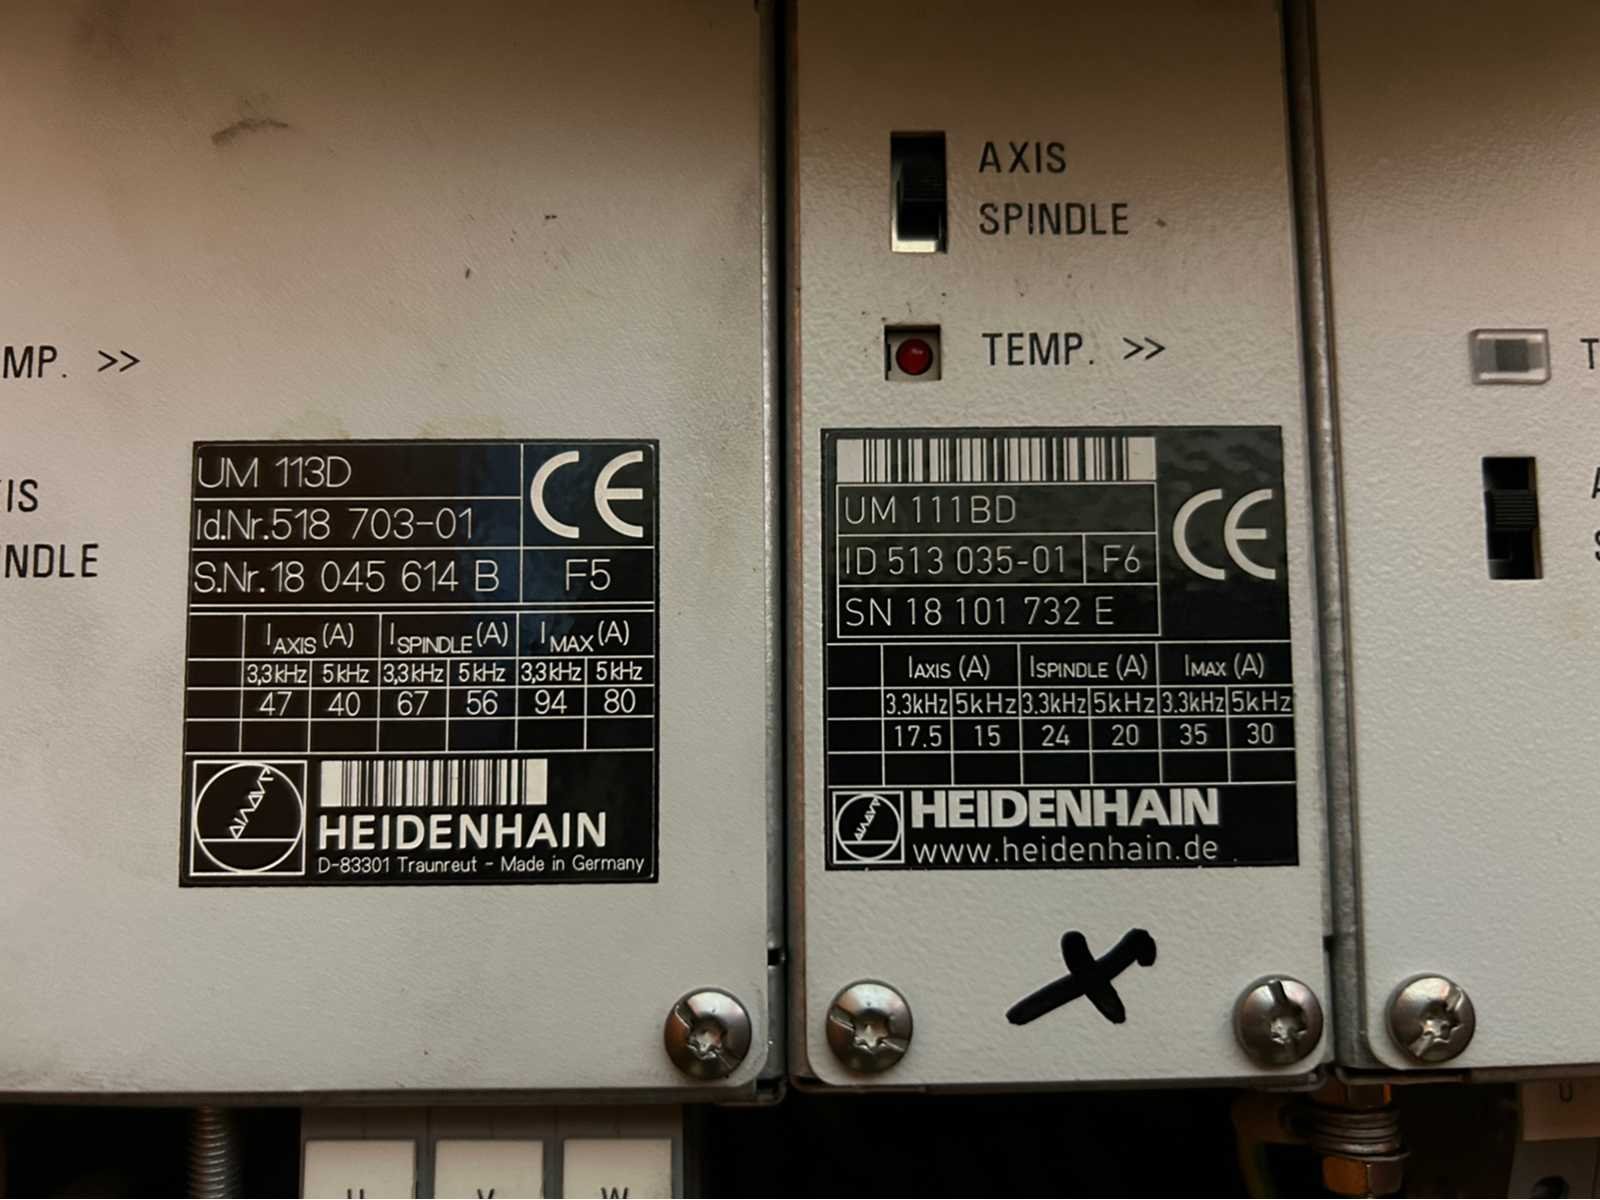 AXIS
SPINDLE
MP. >>
TEMP. >>
T
IS
NDLE
UM 113D
CE
Id.Nr.518 703-01
S.Nr.18 045 614 B
F5
IAXIS (A) ISPINDLE (A) IMAX (A)
3,3kHz 5kHz 3,3kHz 5kHz 3,3kHz 5kHz
47 40 67 56 94 80
HEIDENHAIN
D-83301 Traunreut - Made in Germany
UM 111BD
CE
ID 513 035-01 F6
SN 18 101 732 E
IAXIS (A) ISPINDLE (A) IMAX (A)
3.3kHz 5kHz 3.3kHz 5kHz 3.3kHz 5kHz
17.5 15 24 20 35 30
HEIDENHAIN
www.heidenhain.de
A
S
X
U V W
U